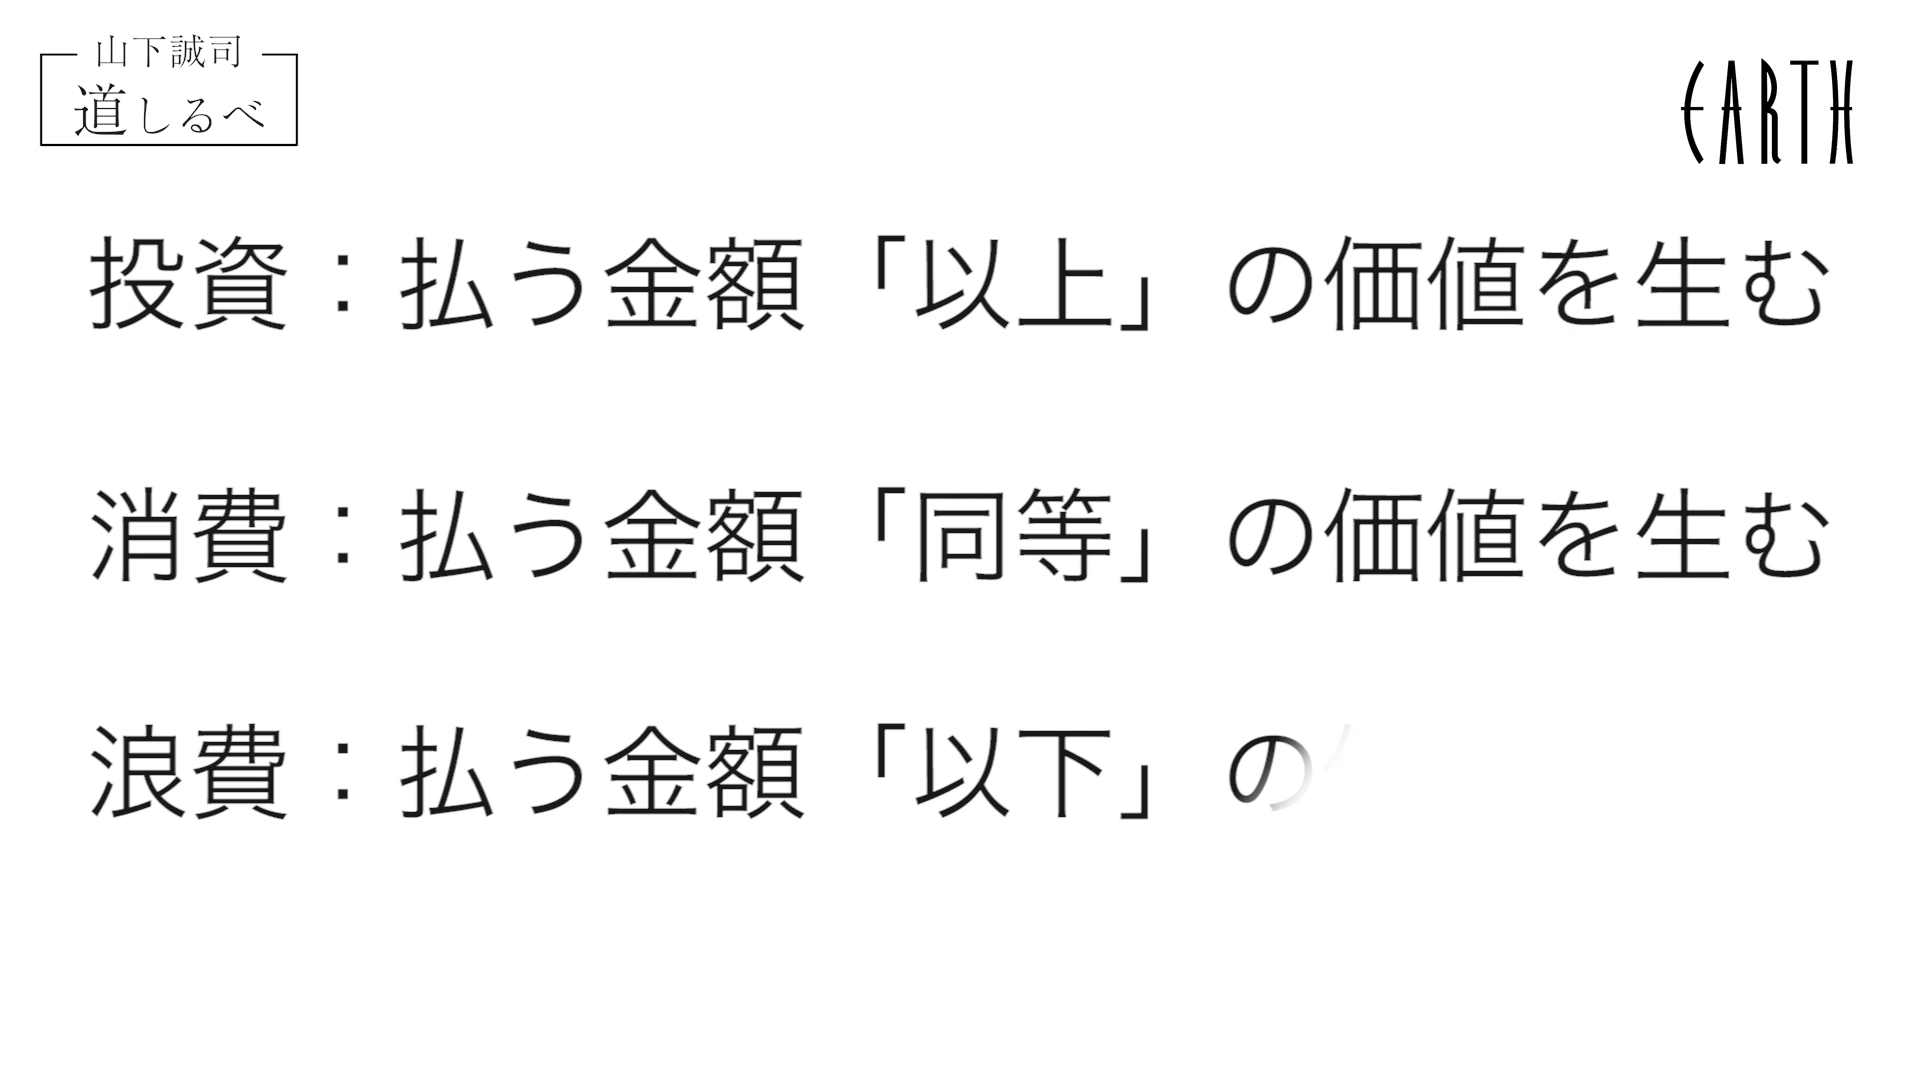 山下誠司
道しるべ
EARTH
投資：払う金額「以上」の価値を生む
消費：払う金額「同等」の価値を生む
浪費：払う金額「以下」の